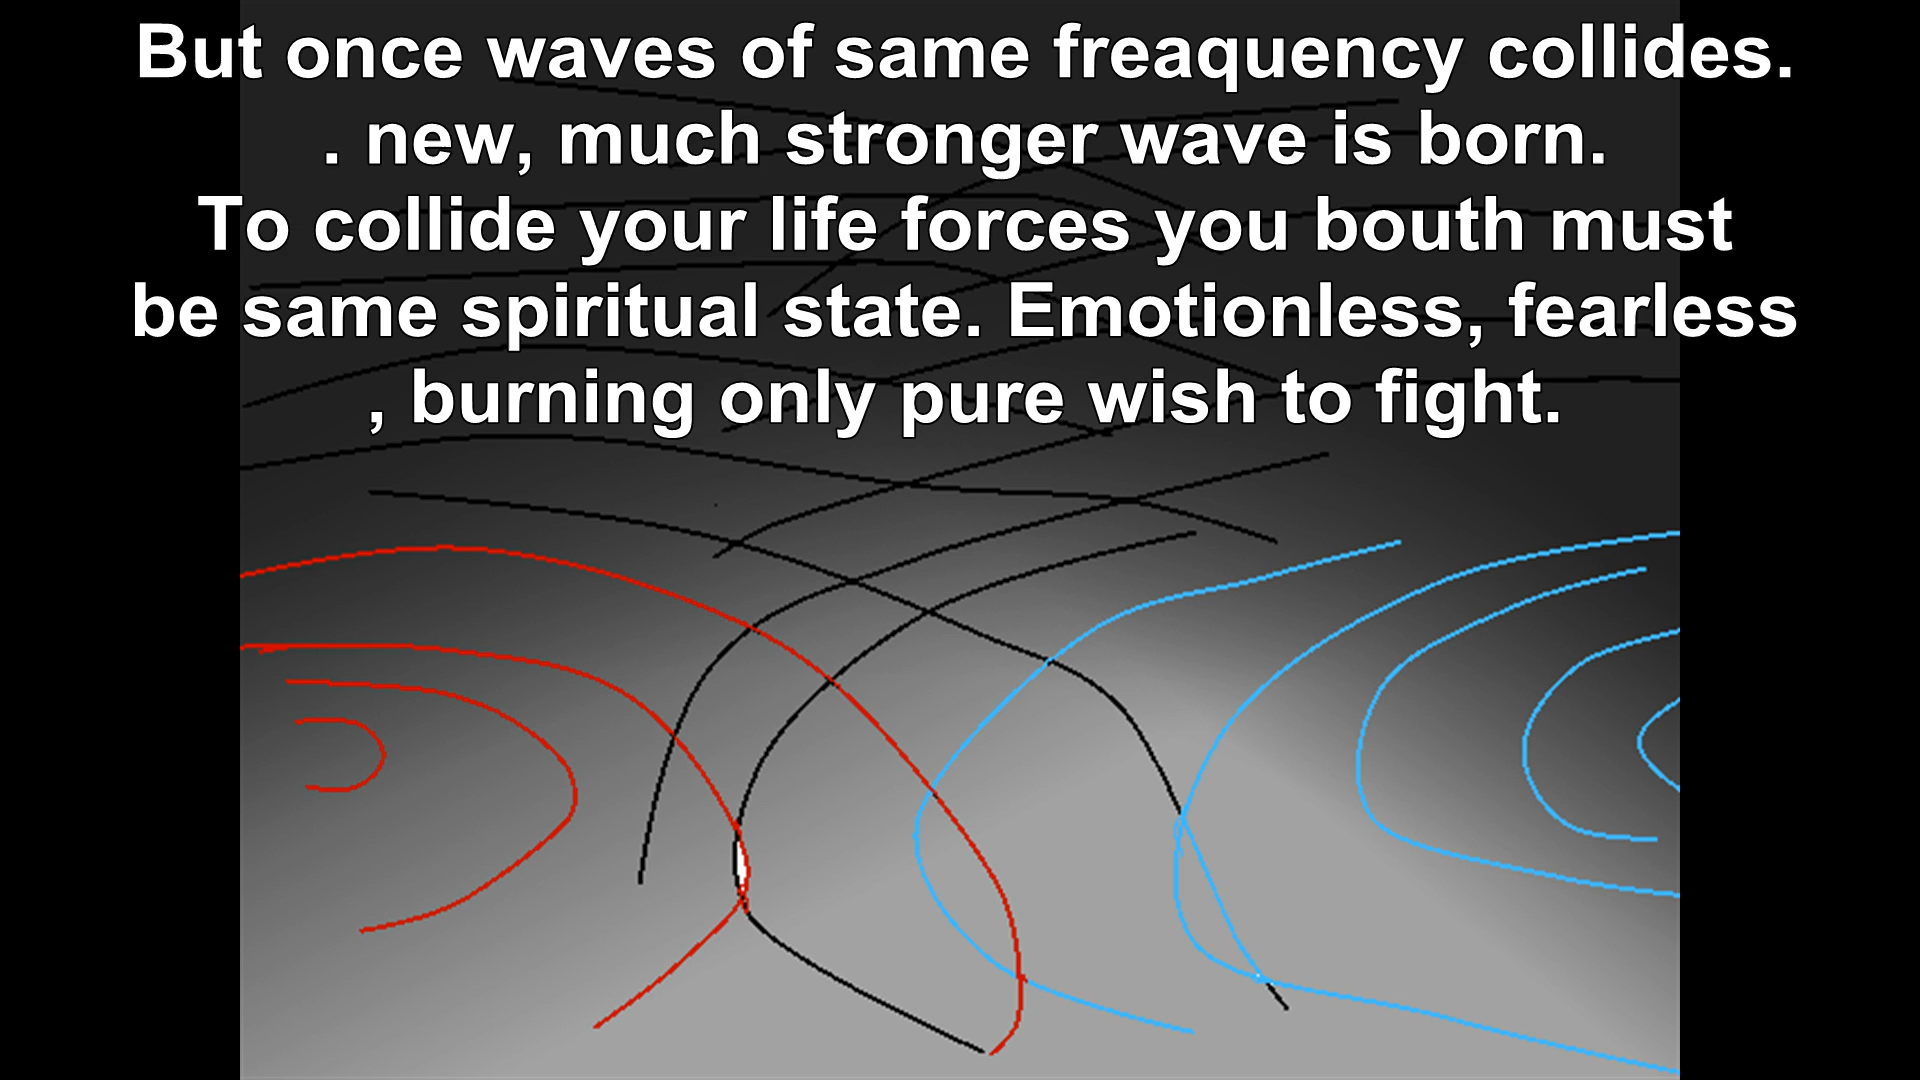 But once waves of same freaquency collides.
. new, much stronger wave is born.
To collide your life forces you bouth must
be same spiritual state. Emotionless, fearless
, burning only pure wish to fight.